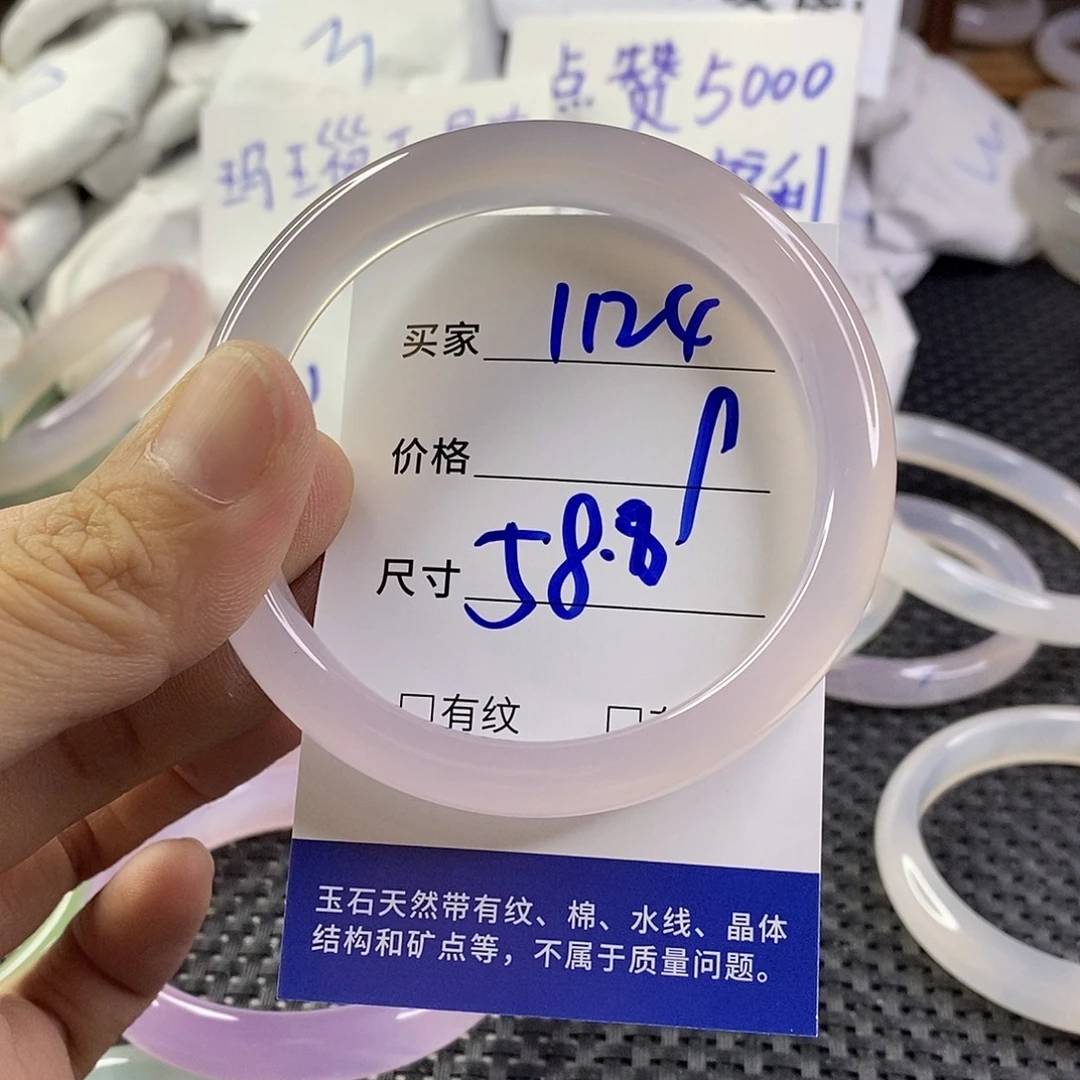 点赞5000
玛瑙
福利
买家 1124
价格
尺寸 58.8
□有纹 □
玉石天然带有纹、棉、水线、晶体
结构和矿点等，不属于质量问题。